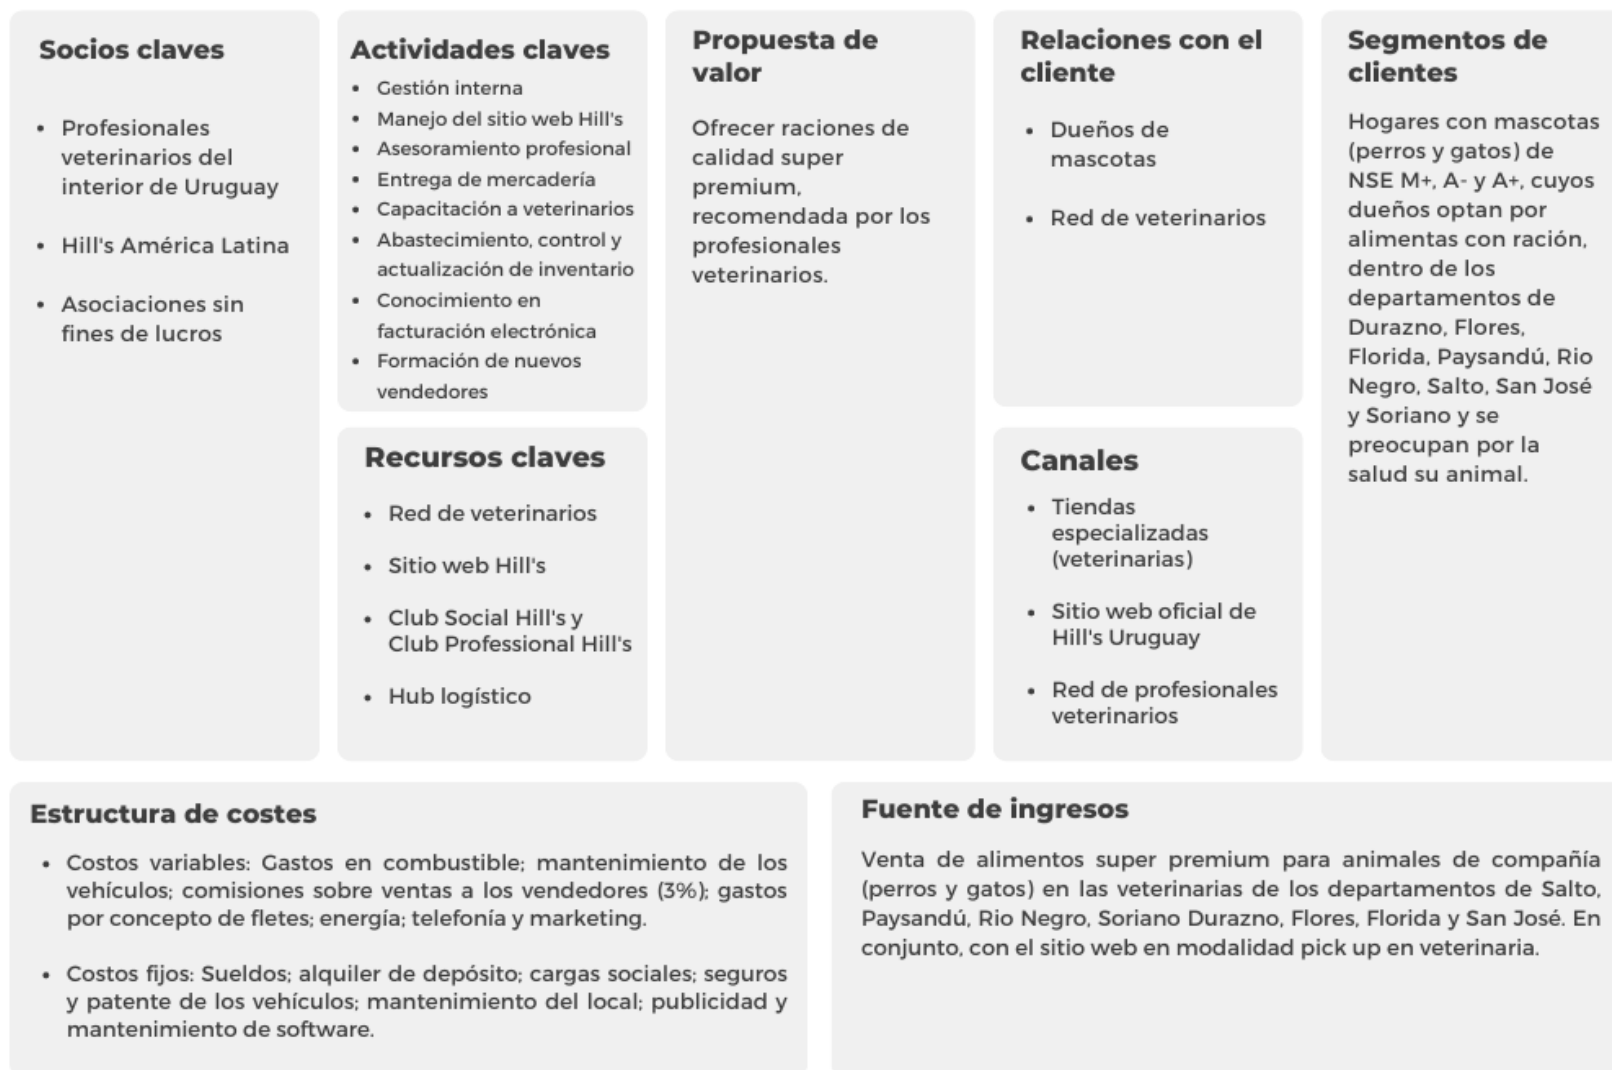 Socios claves
• Profesionales
veterinarios del
interior de Uruguay
• Hill's América Latina
• Asociaciones sin
fines de lucros
Actividades claves
• Gestión interna
• Manejo del sitio web Hill's
• Asesoramiento profesional
• Entrega de mercadería
• Capacitación a veterinarios
• Abastecimiento, control y
actualización de inventario
• Conocimiento en
facturación electrónica
• Formación de nuevos
vendedores
Recursos claves
• Red de veterinarios
• Sitio web Hill's
• Club Social Hill's y
Club Professional Hill's
• Hub logístico
Propuesta de
valor
Ofrecer raciones de
calidad super
premium,
recomendada por los
profesionales
veterinarios.
Relaciones con el
cliente
• Dueños de
mascotas
• Red de veterinarios
Canales
• Tiendas
especializadas
(veterinarias)
• Sitio web oficial de
Hill's Uruguay
• Red de profesionales
veterinarios
Segmentos de
clientes
Hogares con mascotas
(perros y gatos) de
NSE M+, A- y A+, cuyos
dueños optan por
alimentas con ración,
dentro de los
departamentos de
Durazno, Flores,
Florida, Paysandú, Rio
Negro, Salto, San José
y Soriano y se
preocupan por la
salud su animal.
Estructura de costes
• Costos variables: Gastos en combustible; mantenimiento de los
vehículos; comisiones sobre ventas a los vendedores (3%); gastos
por concepto de fletes; energía; telefonía y marketing.
• Costos fijos: Sueldos; alquiler de depósito; cargas sociales; seguros
y patente de los vehículos; mantenimiento del local; publicidad y
mantenimiento de software.
Fuente de ingresos
Venta de alimentos super premium para animales de compañía
(perros y gatos) en las veterinarias de los departamentos de Salto,
Paysandú, Rio Negro, Soriano Durazno, Flores, Florida y San José. En
conjunto, con el sitio web en modalidad pick up en veterinaria.